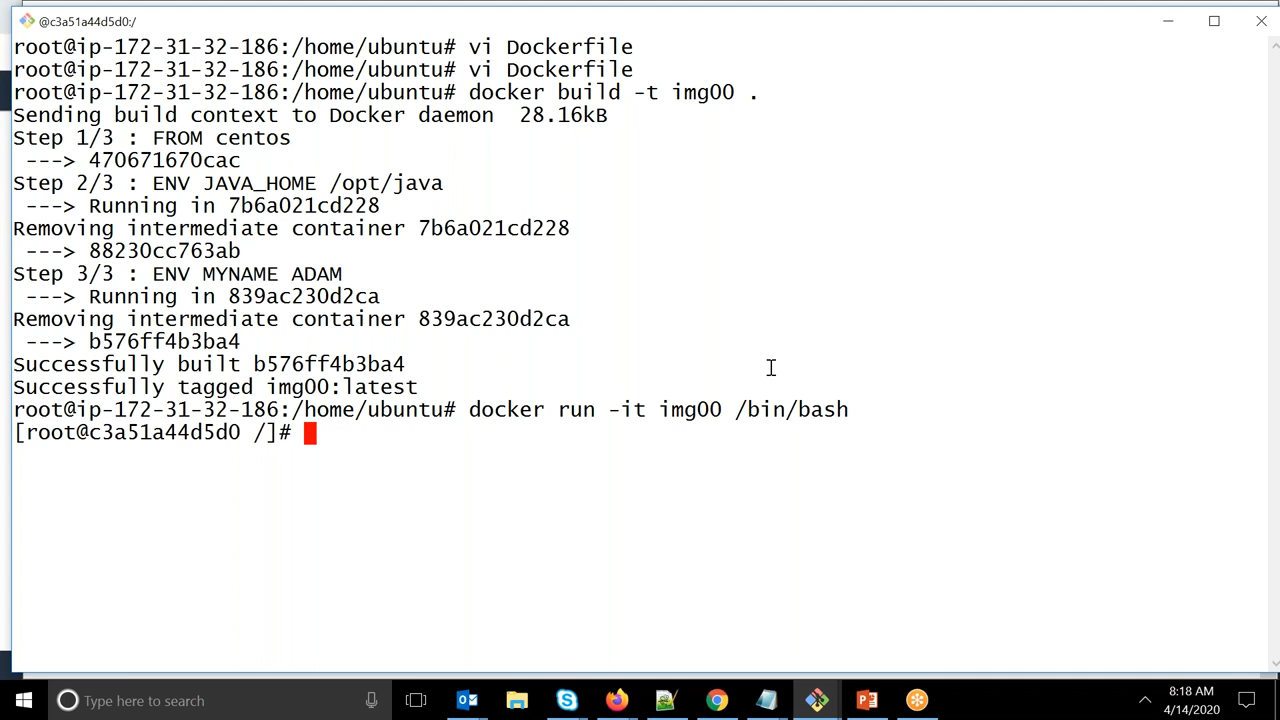 @c3a51a44d5d0:/
root@ip-172-31-32-186:/home/ubuntu# vi Dockerfile
root@ip-172-31-32-186:/home/ubuntu# vi Dockerfile
root@ip-172-31-32-186:/home/ubuntu# docker build -t img00 .
Sending build context to Docker daemon  28.16kB
Step 1/3 : FROM centos
 ---> 470671670cac
Step 2/3 : ENV JAVA_HOME /opt/java
 ---> Running in 7b6a021cd228
Removing intermediate container 7b6a021cd228
 ---> 88230cc763ab
Step 3/3 : ENV MYNAME ADAM
 ---> Running in 839ac230d2ca
Removing intermediate container 839ac230d2ca
 ---> b576ff4b3ba4
Successfully built b576ff4b3ba4
Successfully tagged img00:latest
root@ip-172-31-32-186:/home/ubuntu# docker run -it img00 /bin/bash
[root@c3a51a44d5d0 /]#
Type here to search
8:18 AM
4/14/2020